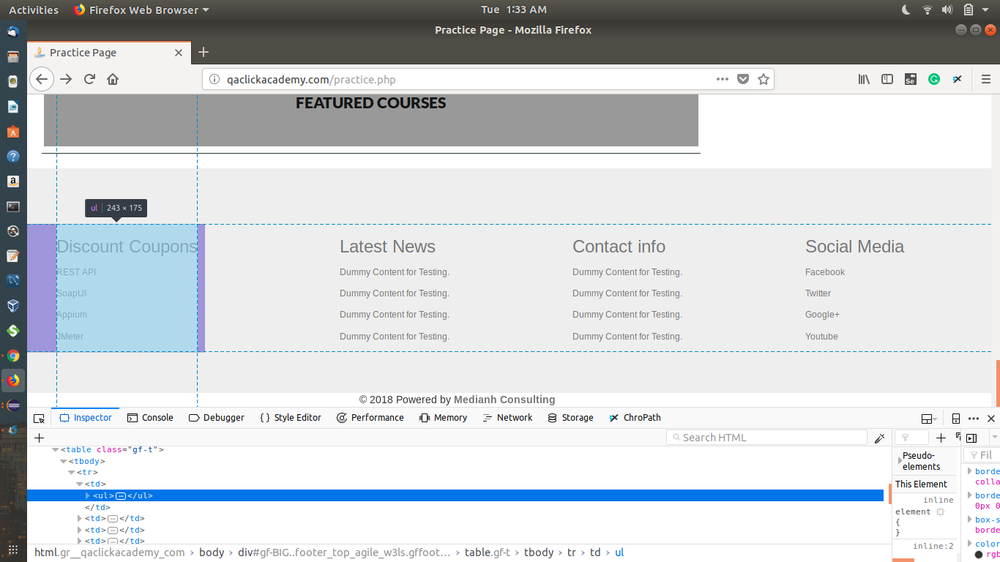 Activities Firefox Web Browser Tue 1:33 AM
Practice Page - Mozilla Firefox
Practice Page
qaclickacademy.com/practice.php
Se
FEATURED COURSES
ul 243 × 175
Discount Coupons Latest News Contact info Social Media
REST API Dummy Content for Testing. Dummy Content for Testing. Facebook
SoapUI Dummy Content for Testing. Dummy Content for Testing. Twitter
Appium Dummy Content for Testing. Dummy Content for Testing. Google+
JMeter Dummy Content for Testing. Dummy Content for Testing. Youtube
© 2018 Powered by Medianh Consulting
Inspector Console Debugger Style Editor Performance Memory Network Storage ChroPath
Search HTML
<table class="gf-t">
<tbody>
<tr>
<td>
<ul>…</ul>
</td>
<td>…</td>
<td>…</td>
<td>…</td>
html.gr__qaclickacademy_com body div#gf-BIG..footer_top_agile_w3ls.gffoot… table.gf-t tbody tr td ul
Pseudo-
elements
This Element
inline
element
{
}
inline:2
Fil
borde
colla
borde
0px 0
box-s
borde
color
rgb